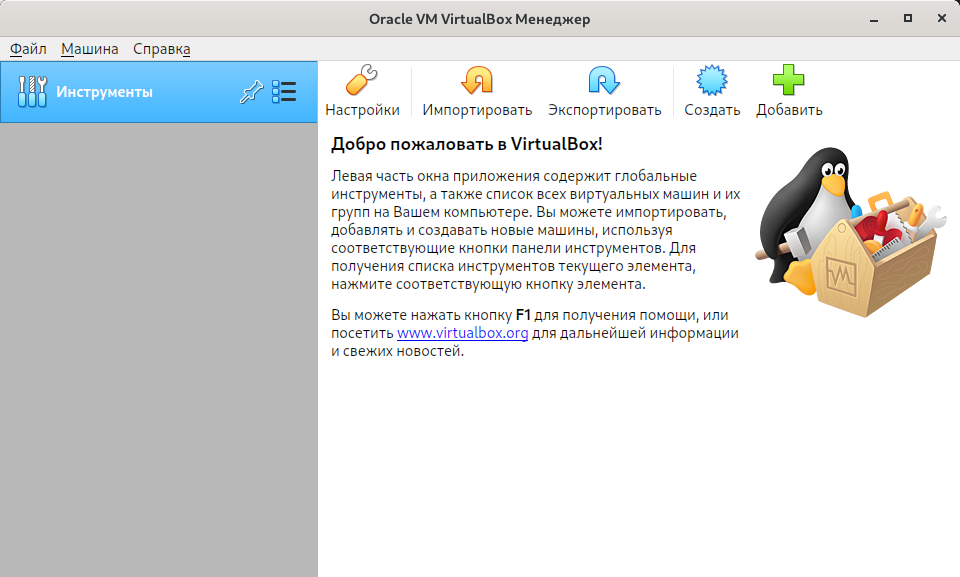 Oracle VM VirtualBox Менеджер
Файл Машина Справка
Инструменты
Настройки Импортировать Экспортировать Создать Добавить
Добро пожаловать в VirtualBox!
Левая часть окна приложения содержит глобальные
инструменты, а также список всех виртуальных машин и их
групп на Вашем компьютере. Вы можете импортировать,
добавлять и создавать новые машины, используя
соответствующие кнопки панели инструментов. Для
получения списка инструментов текущего элемента,
нажмите соответствующую кнопку элемента.
Вы можете нажать кнопку F1 для получения помощи, или
посетить www.virtualbox.org для дальнейшей информации
и свежих новостей.